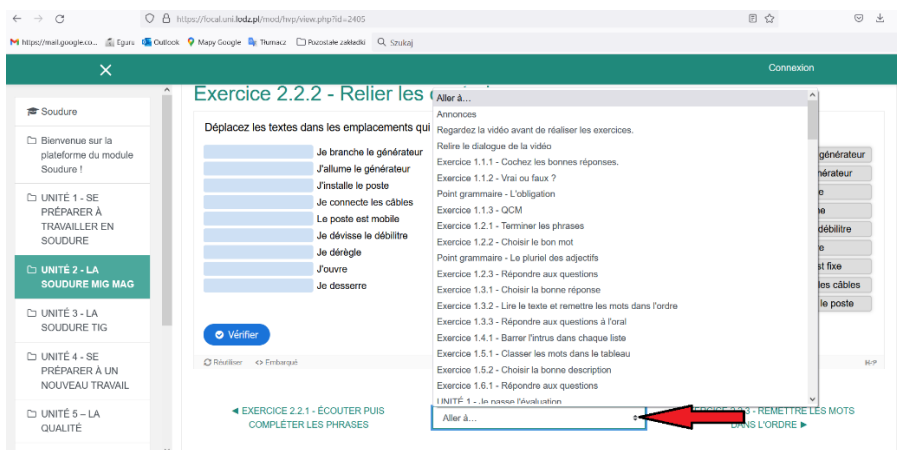 https://focal.uni.lodz.pl/mod/hvp/view.php?id=2405
https://mail.google.co... Egurs Outlook Mapy Google Tłumacz Pozostałe zakładki Szukaj
Connexion
Soudure
Bienvenue sur la
plateforme du module
Soudure !
UNITÉ 1 - SE
PRÉPARER À
TRAVAILLER EN
SOUDURE
UNITÉ 2 - LA
SOUDURE MIG MAG
UNITÉ 3 - LA
SOUDURE TIG
UNITÉ 4 - SE
PRÉPARER À UN
NOUVEAU TRAVAIL
UNITÉ 5 – LA
QUALITÉ
Exercice 2.2.2 - Relier les
Déplacez les textes dans les emplacements qui
Je branche le générateur
J'allume le générateur
J'installe le poste
Je connecte les câbles
Le poste est mobile
Je dévisse le débilitre
Je dérègle
J'ouvre
Je desserre
Vérifier
Réutiliser <> Embarqué
Aller à...
Annonces
Regardez la vidéo avant de réaliser les exercices.
Relire le dialogue de la vidéo
Exercice 1.1.1 - Cochez les bonnes réponses.
Exercice 1.1.2 - Vrai ou faux ?
Point grammaire - L'obligation
Exercice 1.1.3 - QCM
Exercice 1.2.1 - Terminer les phrases
Exercice 1.2.2 - Choisir le bon mot
Point grammaire - Le pluriel des adjectifs
Exercice 1.2.3 - Répondre aux questions
Exercice 1.3.1 - Choisir la bonne réponse
Exercice 1.3.2 - Lire le texte et remettre les mots dans l'ordre
Exercice 1.3.3 - Répondre aux questions à l'oral
Exercice 1.4.1 - Barrer l'intrus dans chaque liste
Exercice 1.5.1 - Classer les mots dans le tableau
Exercice 1.5.2 - Choisir la bonne description
Exercice 1.6.1 - Répondre aux questions
UNITÉ 1 - Je passe l'évaluation
générateur
débilitre
st fixe
les câbles
le poste
H-P
◄ EXERCICE 2.2.1 - ÉCOUTER PUIS
COMPLÉTER LES PHRASES
Aller à...
REMETTRE LES MOTS
DANS L'ORDRE ►